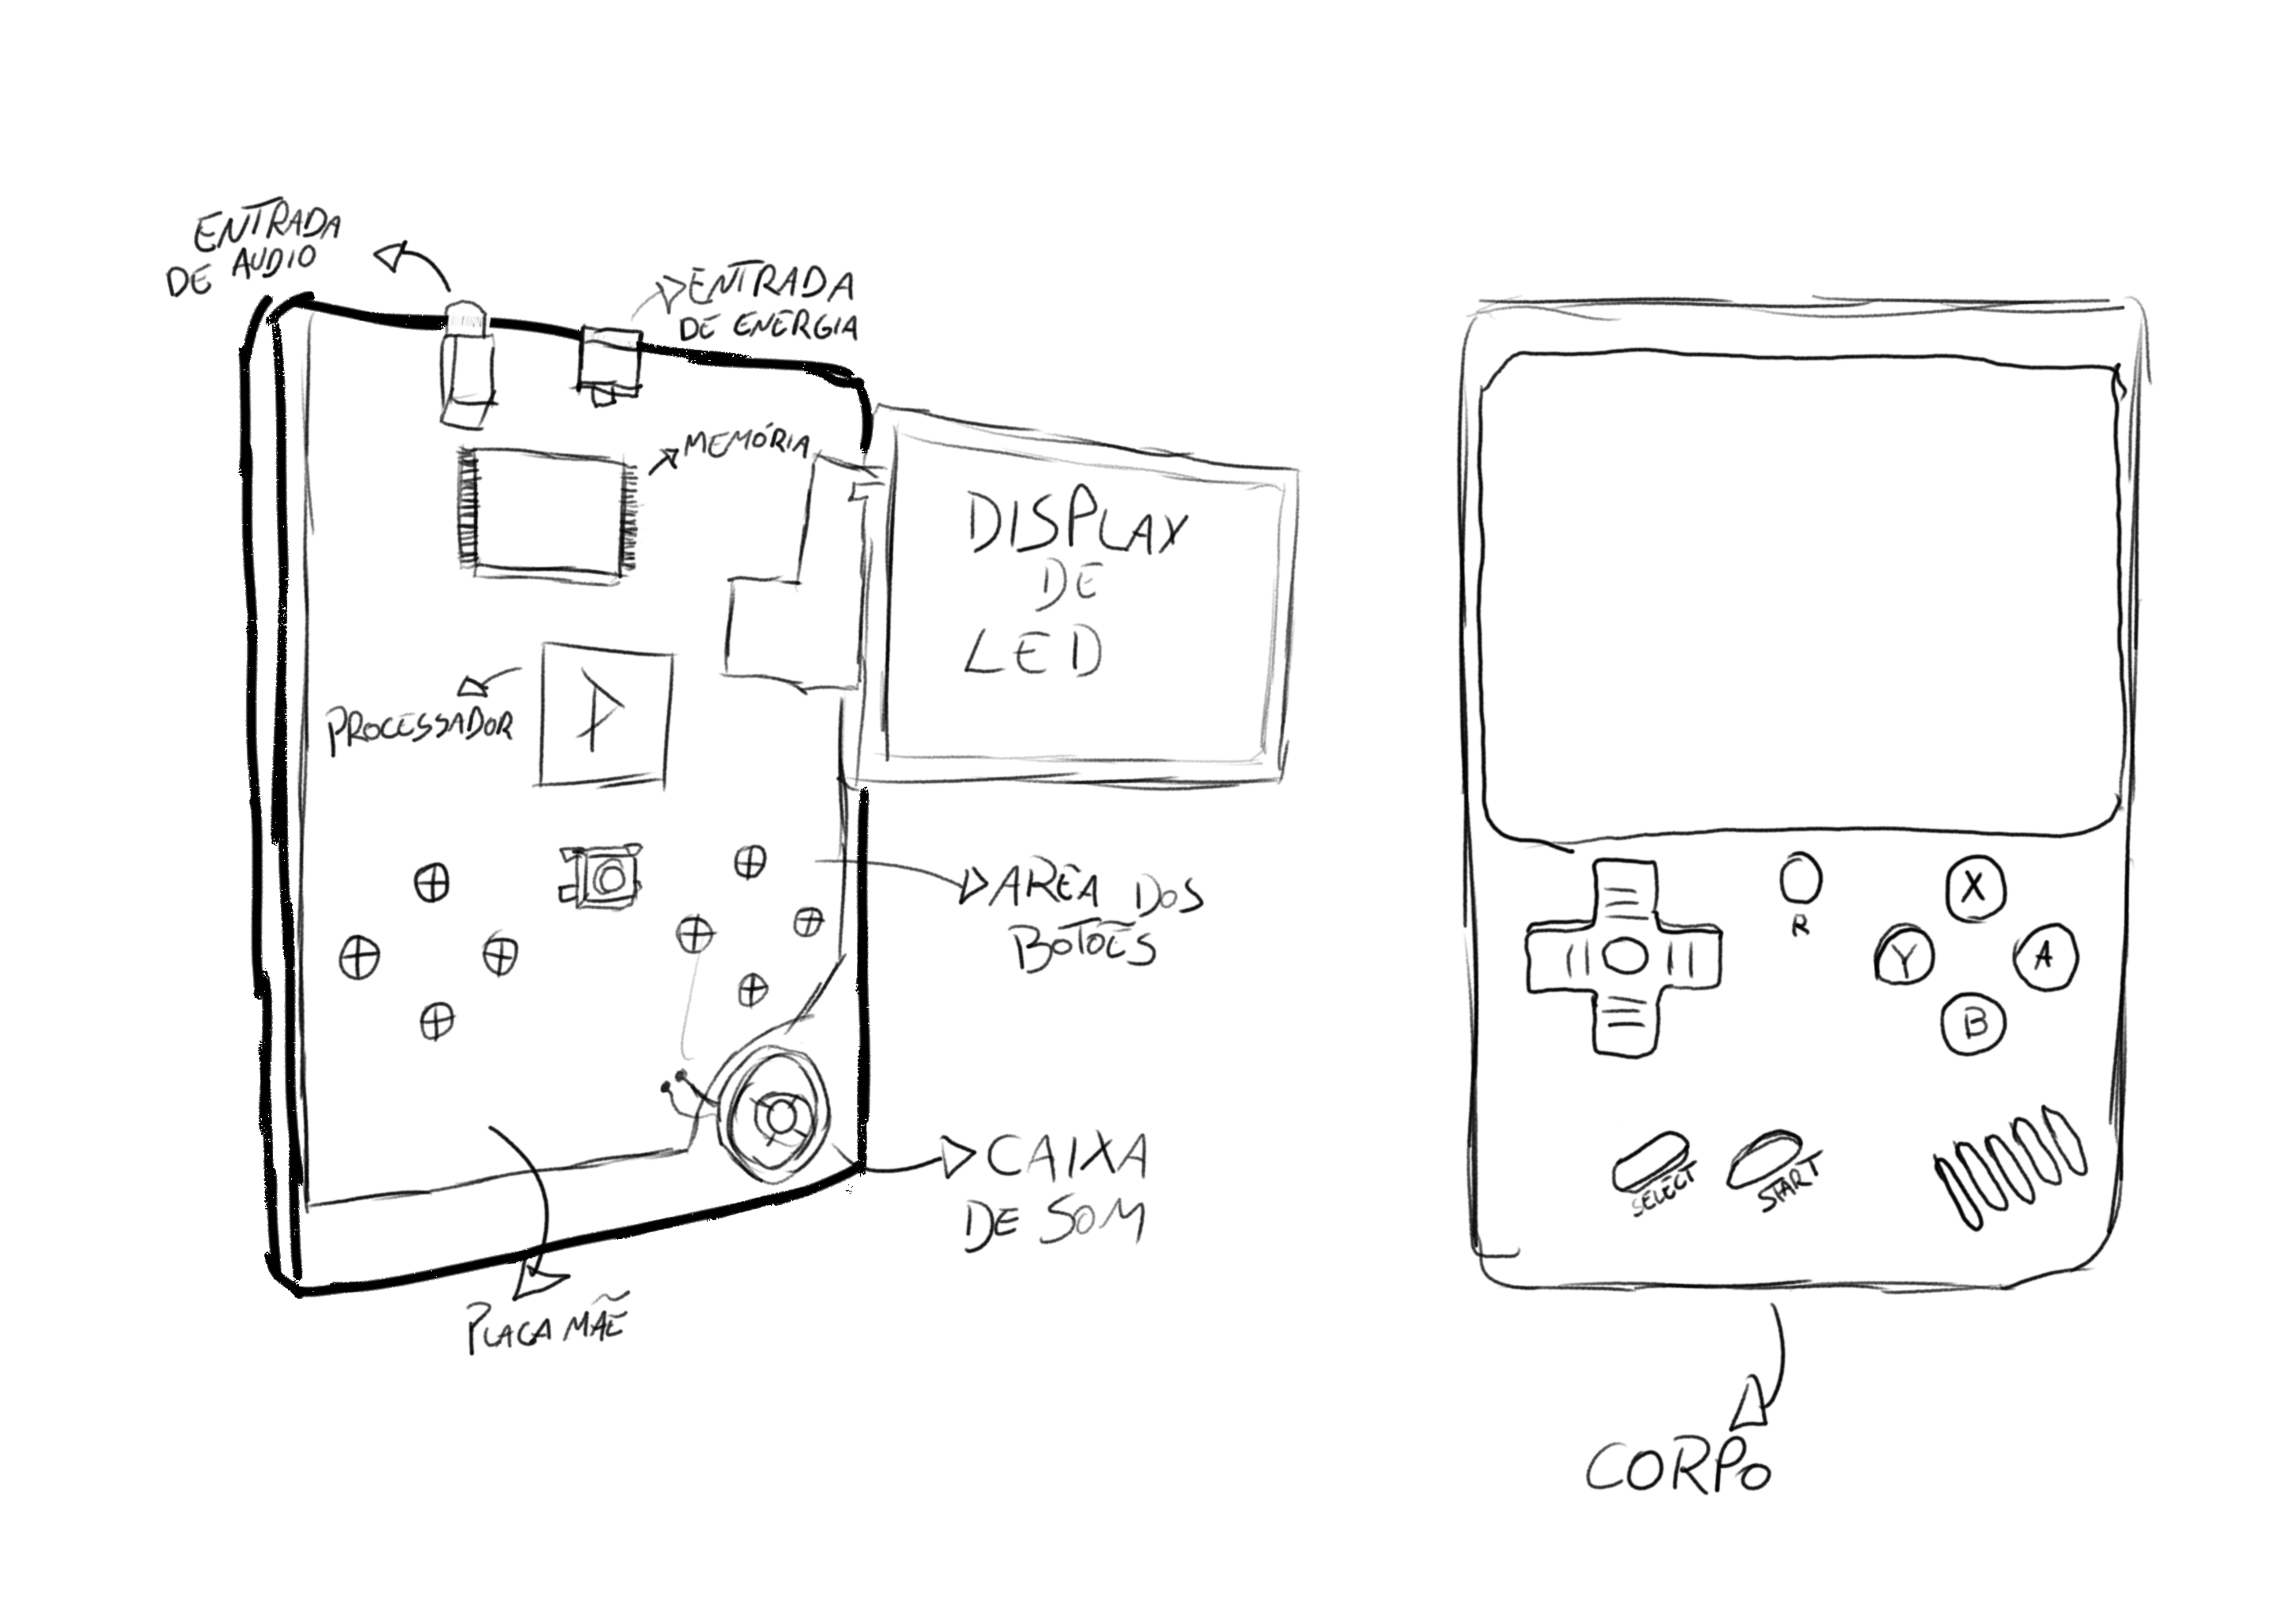 ENTRADA
DE AUDIO
ENTRADA
DE ENERGIA
MEMÓRIA
DISPLAY
DE
LED
P
PROCESSADOR
AREA DOS
BOTÕES
CAIXA
DE SOM
PLACA MÃE
R
X
Y
A
B
SELECT
START
CORPO